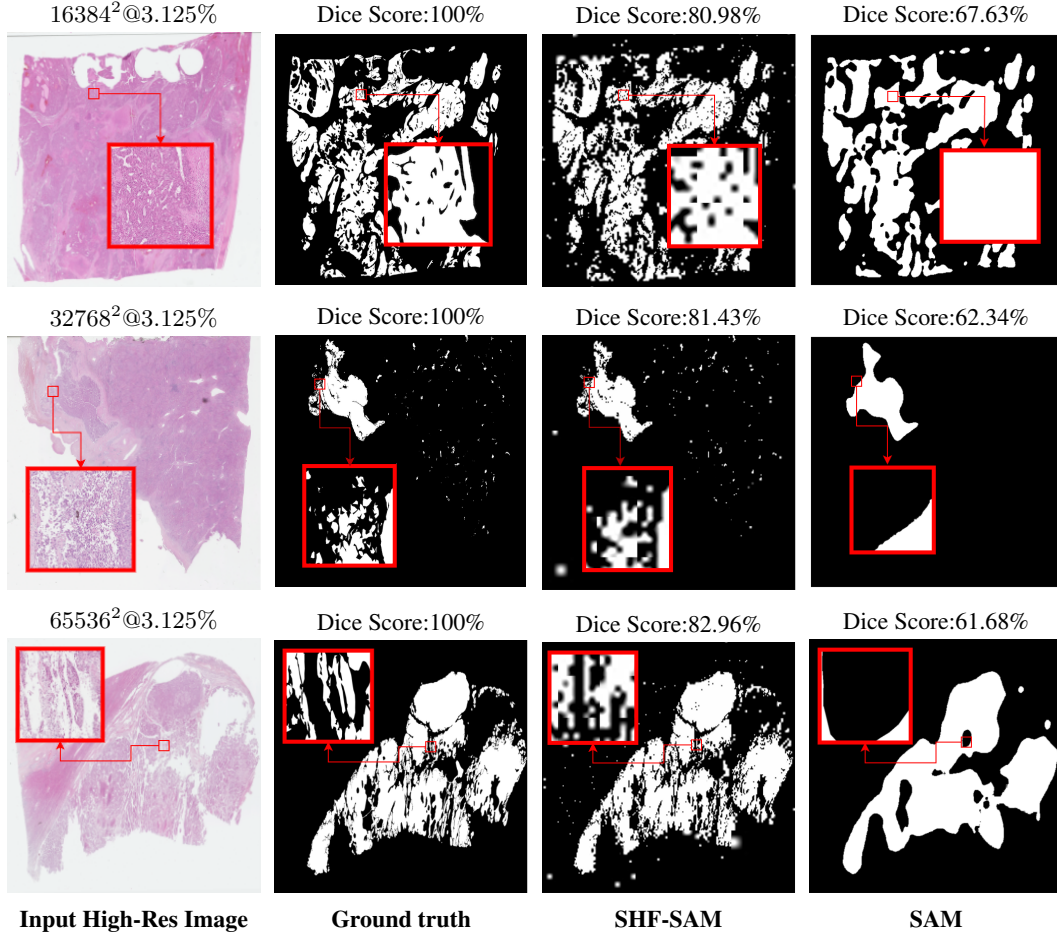 16384²@3.125% Dice Score:100% Dice Score:80.98% Dice Score:67.63%
32768²@3.125% Dice Score:100% Dice Score:81.43% Dice Score:62.34%
65536²@3.125% Dice Score:100% Dice Score:82.96% Dice Score:61.68%
Input High-Res Image Ground truth SHF-SAM SAM